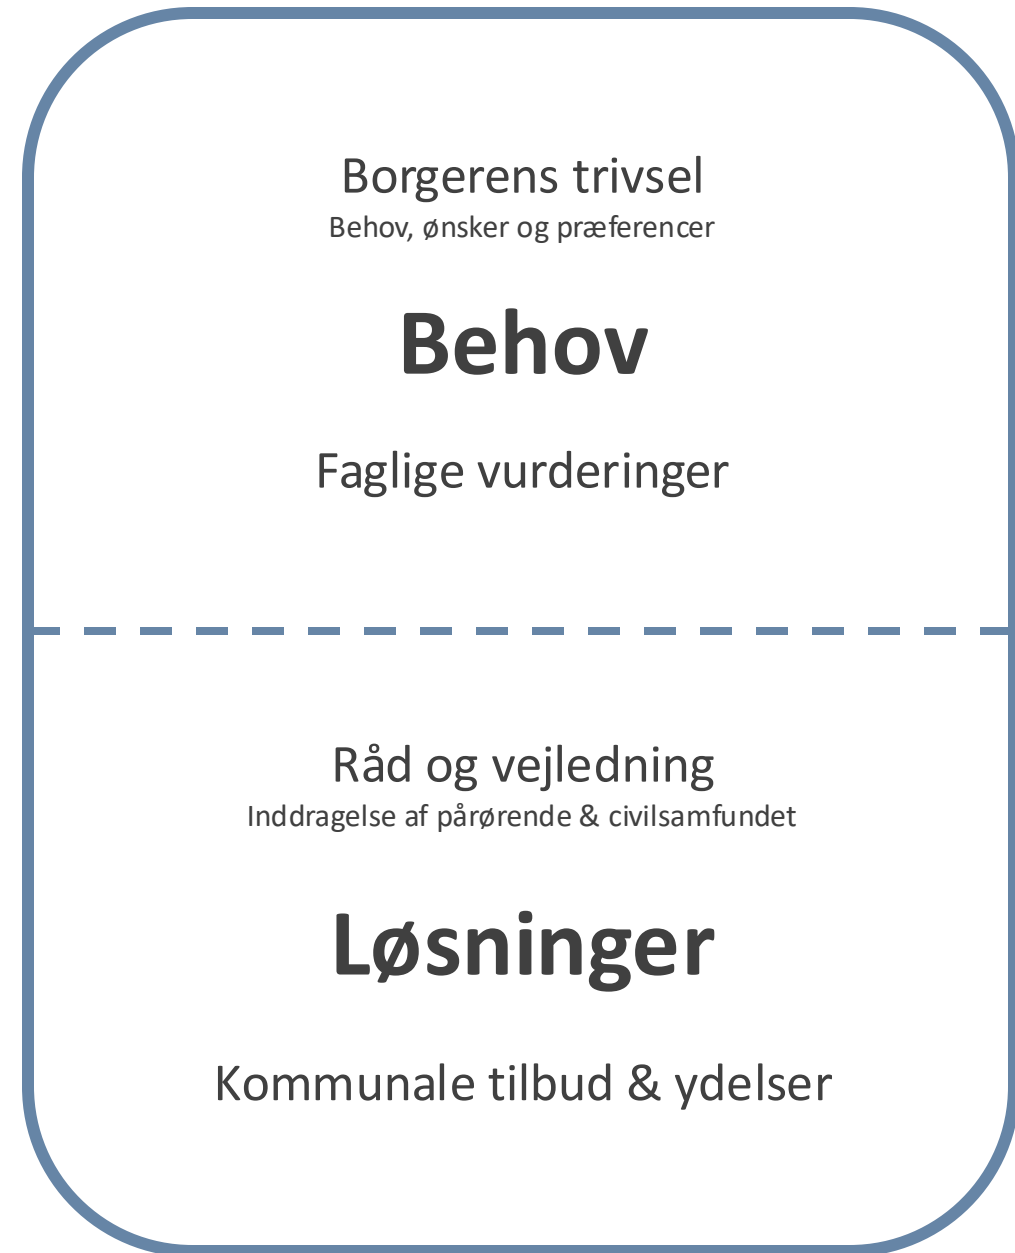 Borgerens trivsel
Behov, ønsker og præferencer
Behov
Faglige vurderinger
Råd og vejledning
Inddragelse af pårørende & civilsamfundet
Løsninger
Kommunale tilbud & ydelser